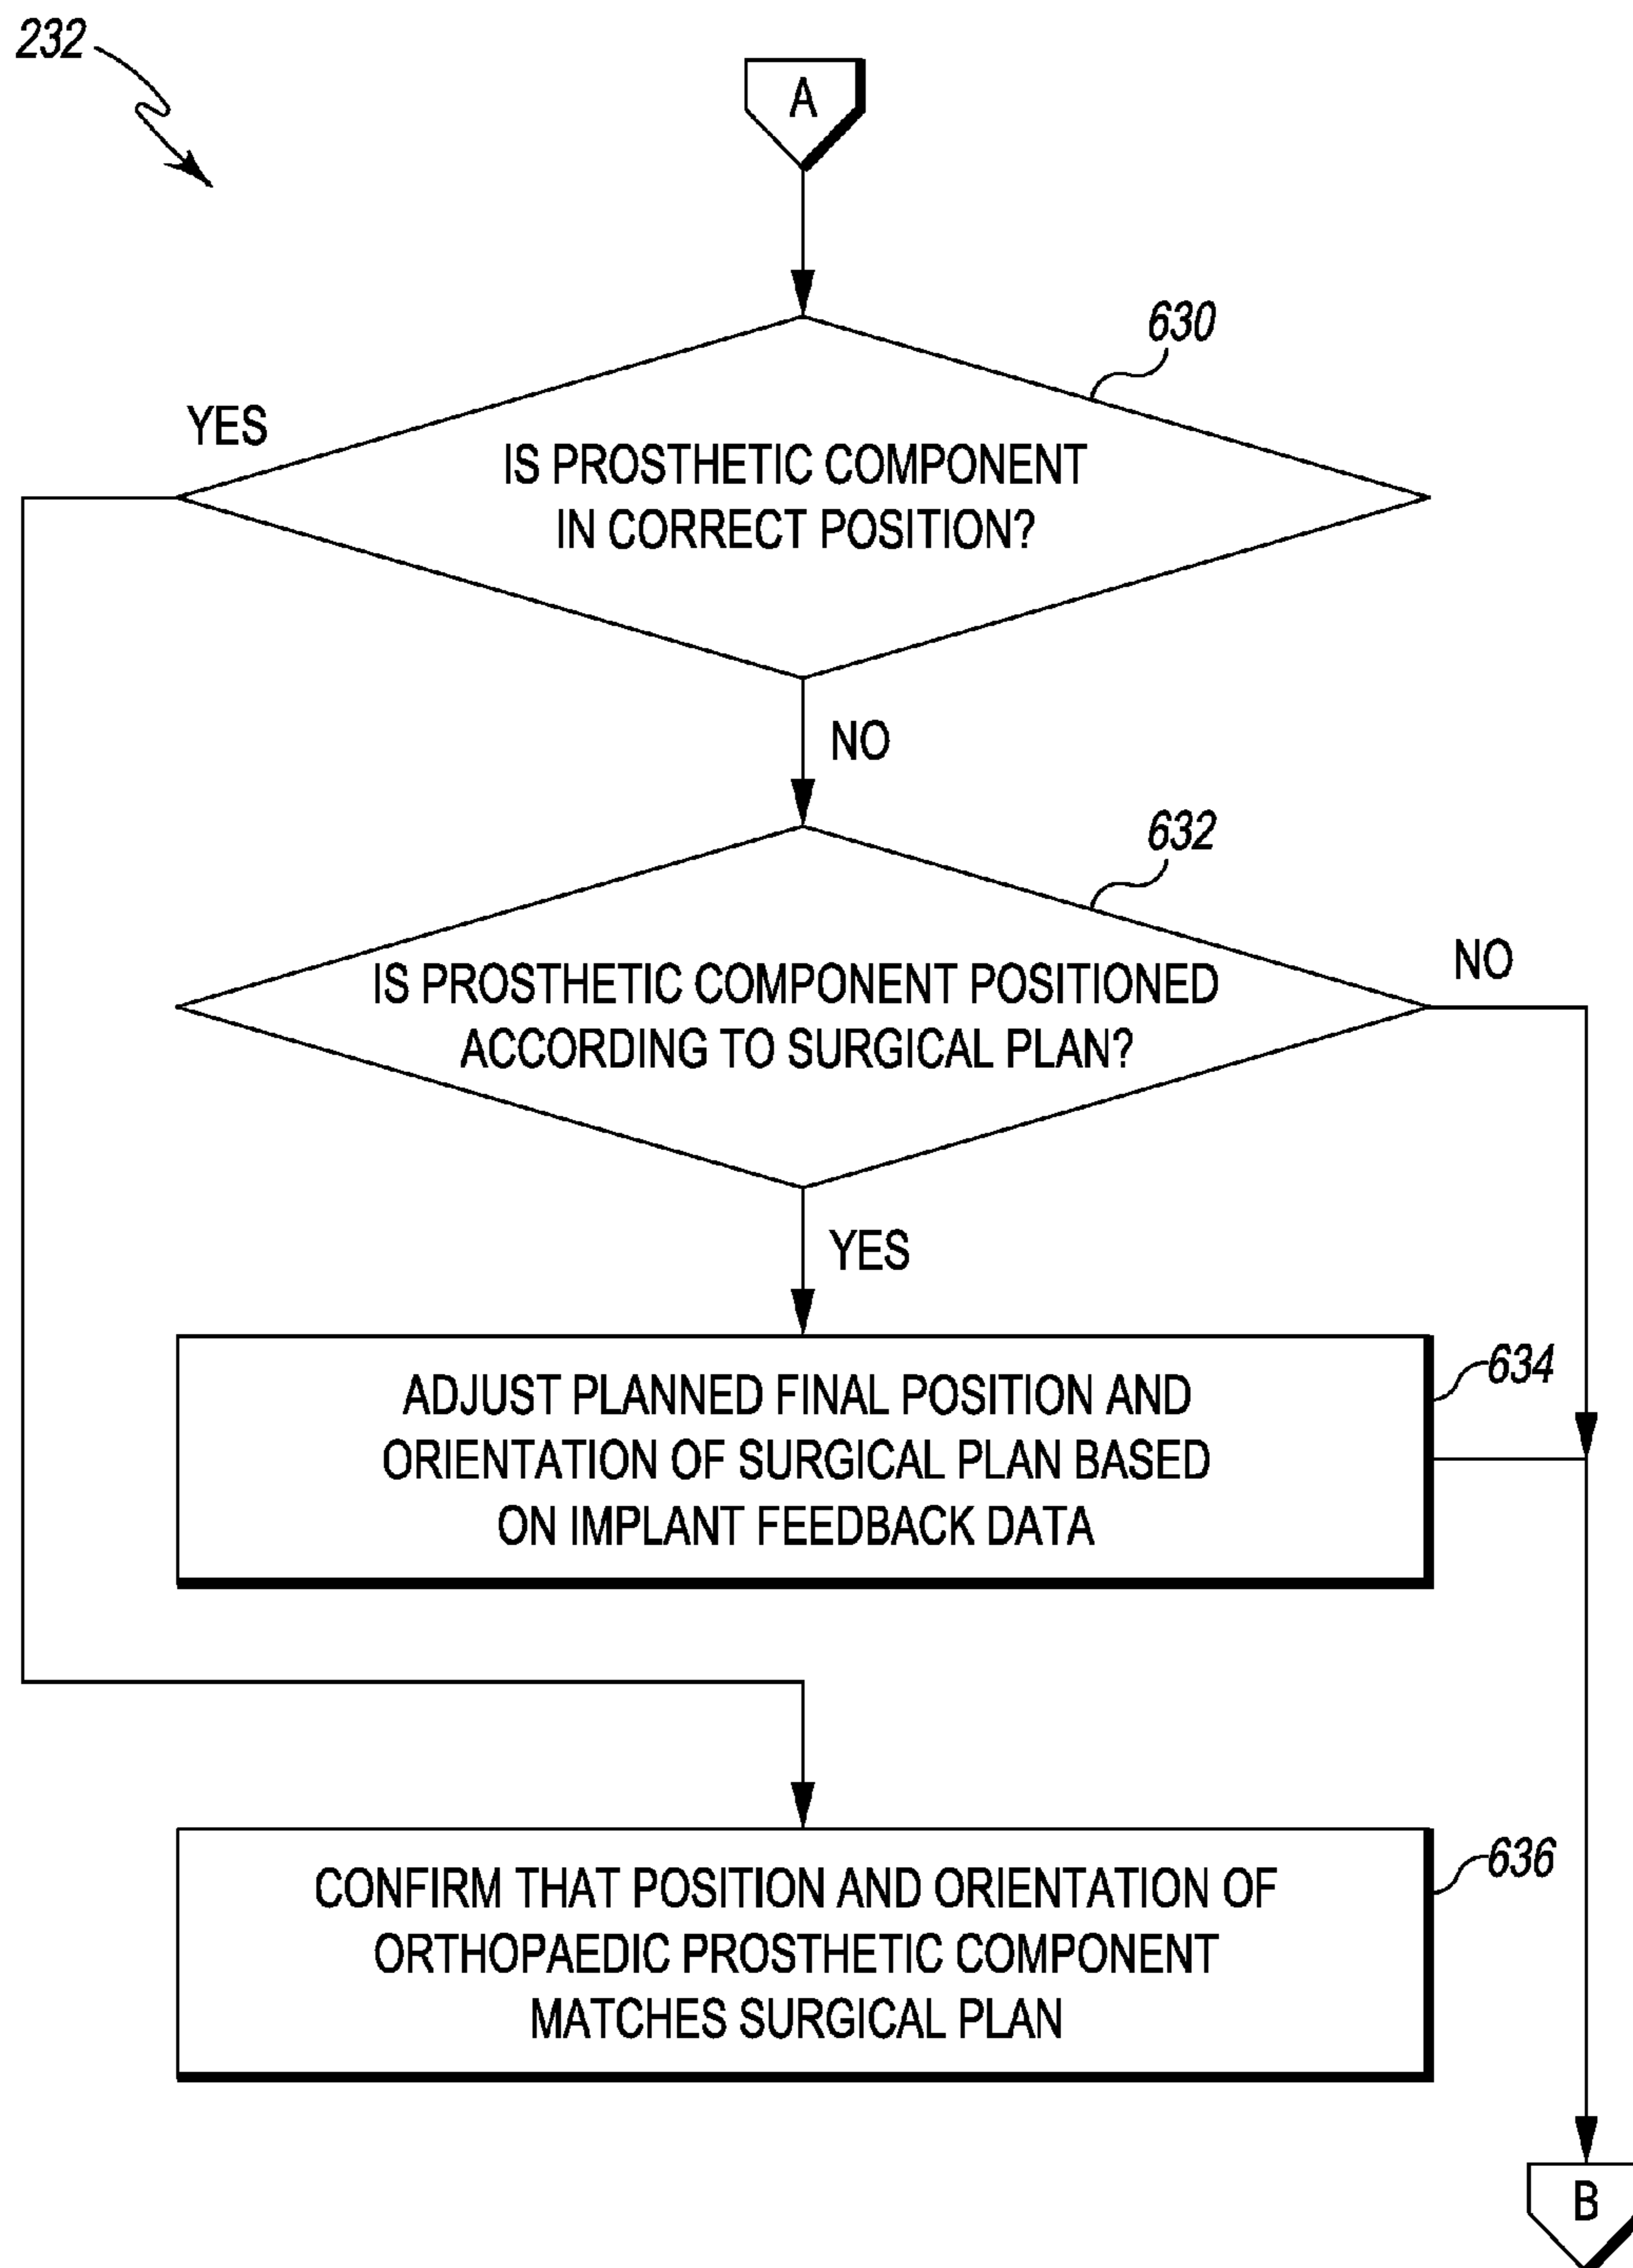 232
A
630
YES
IS PROSTHETIC COMPONENT
IN CORRECT POSITION?
NO
632
NO
IS PROSTHETIC COMPONENT POSITIONED
ACCORDING TO SURGICAL PLAN?
YES
634
ADJUST PLANNED FINAL POSITION AND
ORIENTATION OF SURGICAL PLAN BASED
ON IMPLANT FEEDBACK DATA
636
CONFIRM THAT POSITION AND ORIENTATION OF
ORTHOPAEDIC PROSTHETIC COMPONENT
MATCHES SURGICAL PLAN
B